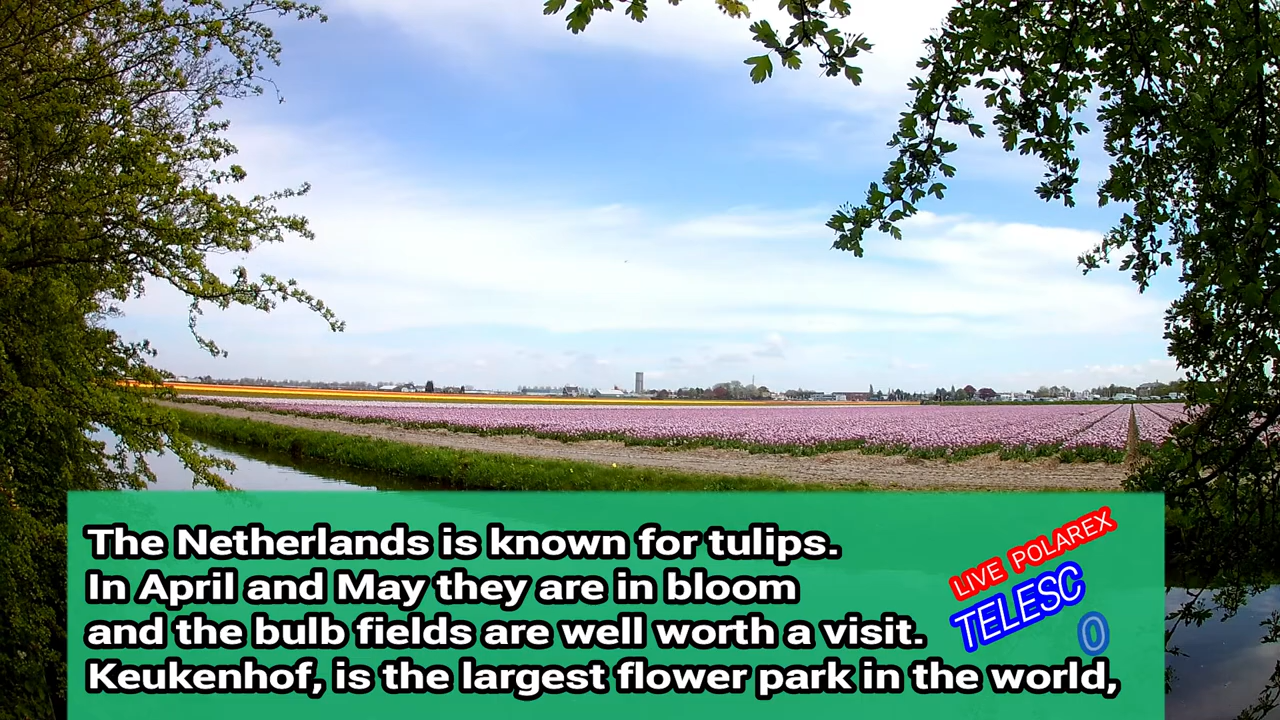 The Netherlands is known for tulips.
In April and May they are in bloom
and the bulb fields are well worth a visit.
Keukenhof, is the largest flower park in the world,
LIVE POLAREX
TELESC
O